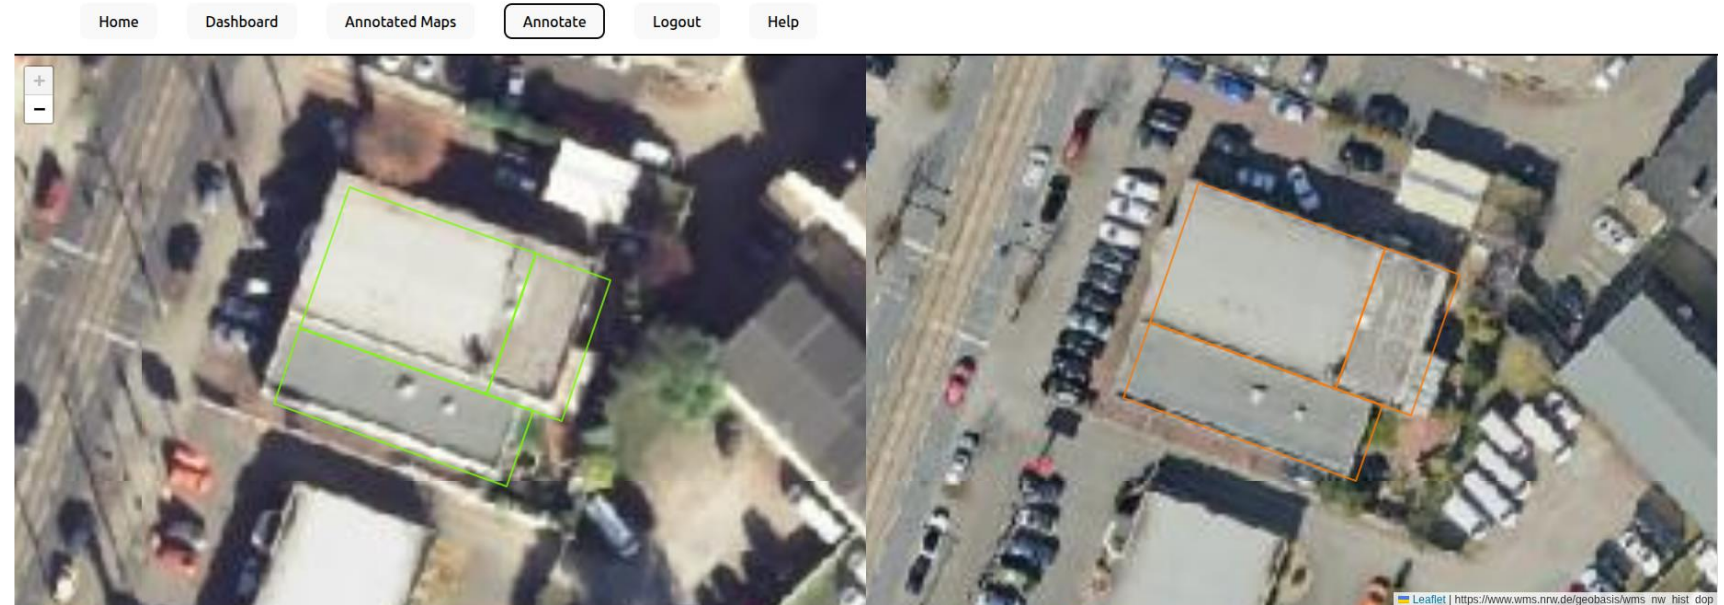 Home Dashboard Annotated Maps Annotate Logout Help
+
−
Leaflet | https://www.wms.nrw.de/geobasis/wms_nw_hist_dop